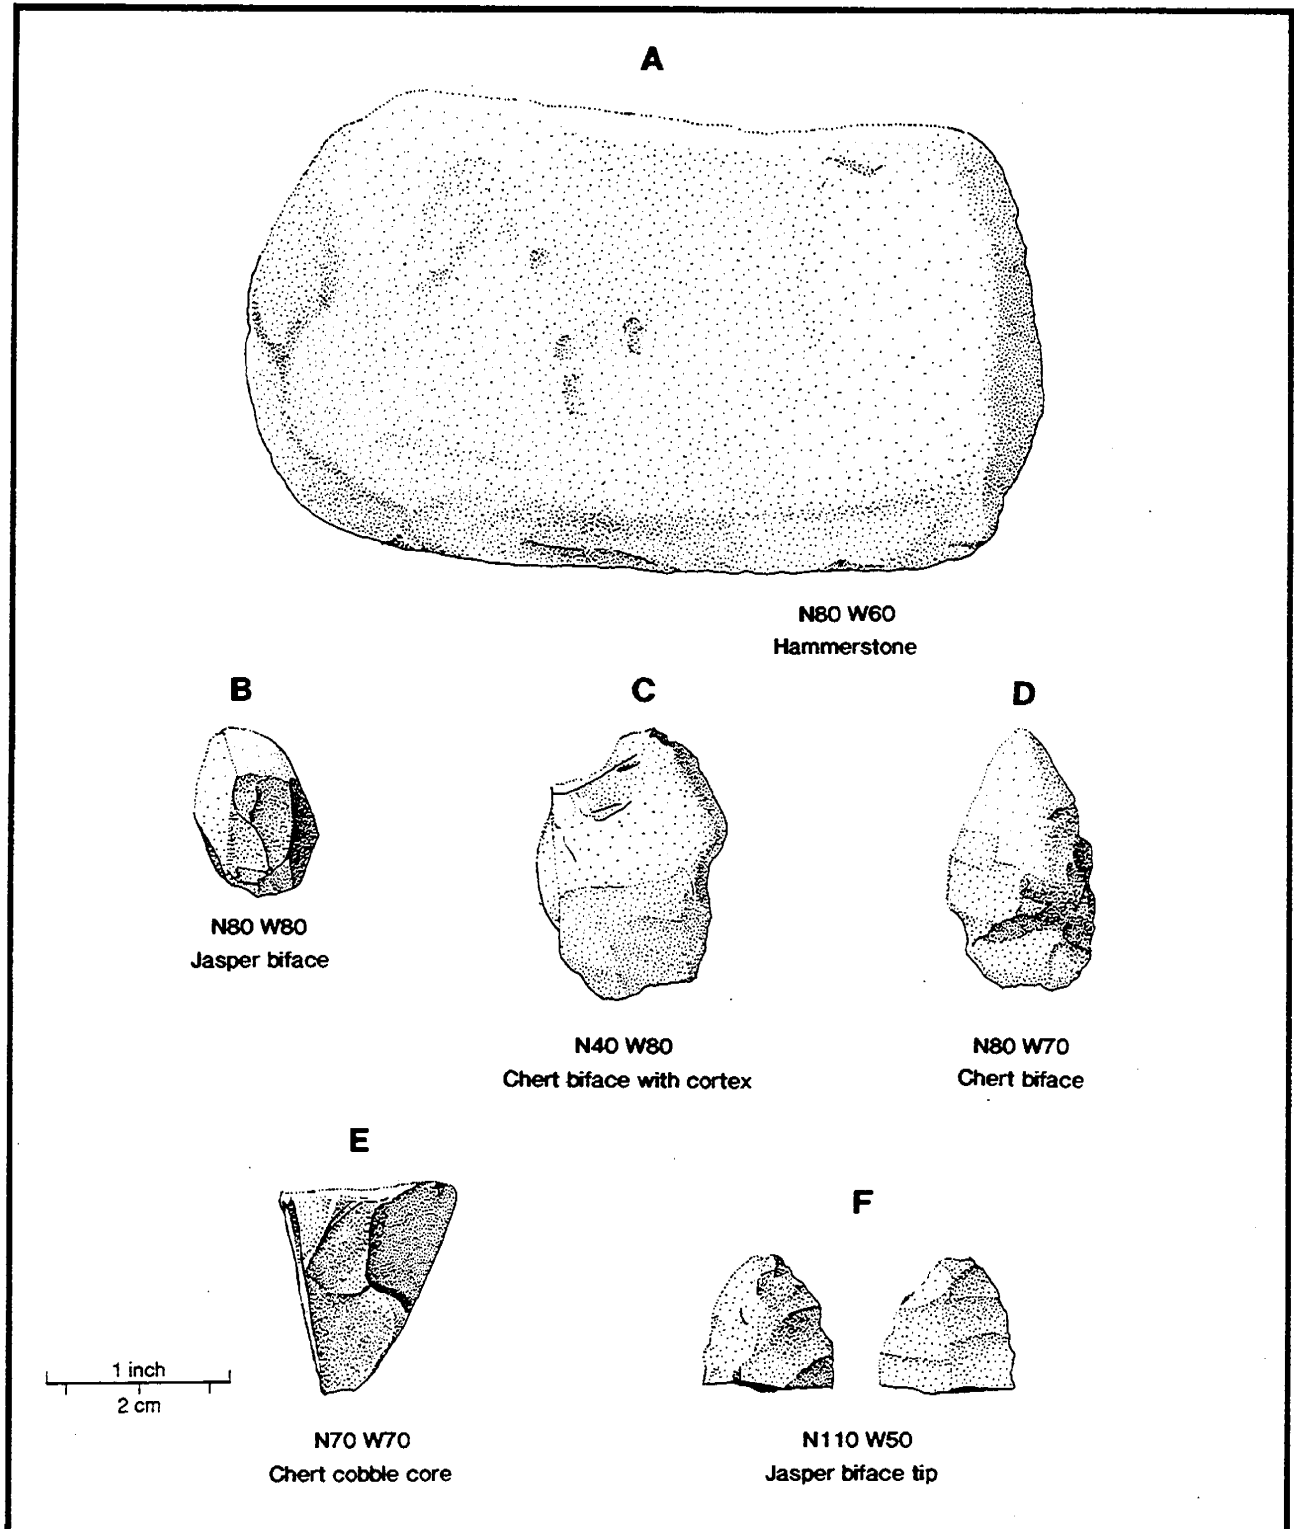 A
N80 W60
Hammerstone
B
N80 W80
Jasper biface
C
N40 W80
Chert biface with cortex
D
N80 W70
Chert biface
E
N70 W70
Chert cobble core
F
N110 W50
Jasper biface tip
1 inch
2 cm